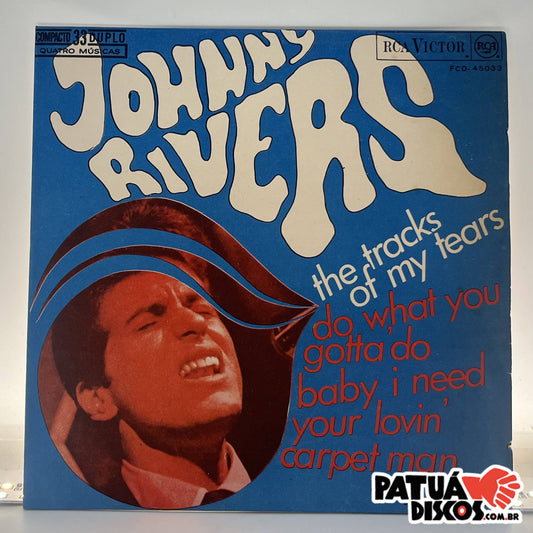 COMPACTO 33 DUPLO
QUATRO MÚSICAS
RCA VICTOR RCA
FCD-45033
JOHNNY
RIVERS
the tracks
of my tears
do what you
gotta do
baby, i need
your lovin'
carpet man
PATUÁ
DISCOS.COM.BR